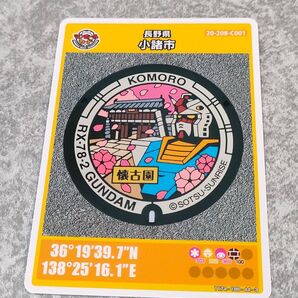 長野県
小諸市
20-208-C001
KOMORO
RX-78-2 GUNDAM
懐古園
©SOTSU・SUNRISE
36°19'39.7"N
138°25'16.1"E